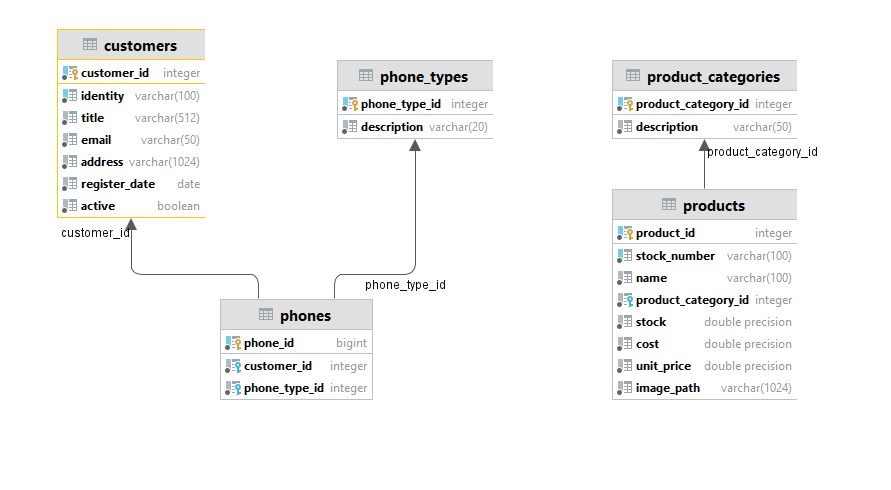 customers
customer_id integer
identity varchar(100)
title varchar(512)
email varchar(50)
address varchar(1024)
register_date date
active boolean
customer_id
phone_types
phone_type_id integer
description varchar(20)
phone_type_id
phones
phone_id bigint
customer_id integer
phone_type_id integer
product_categories
product_category_id integer
description varchar(50)
product_category_id
products
product_id integer
stock_number varchar(100)
name varchar(100)
product_category_id integer
stock double precision
cost double precision
unit_price double precision
image_path varchar(1024)